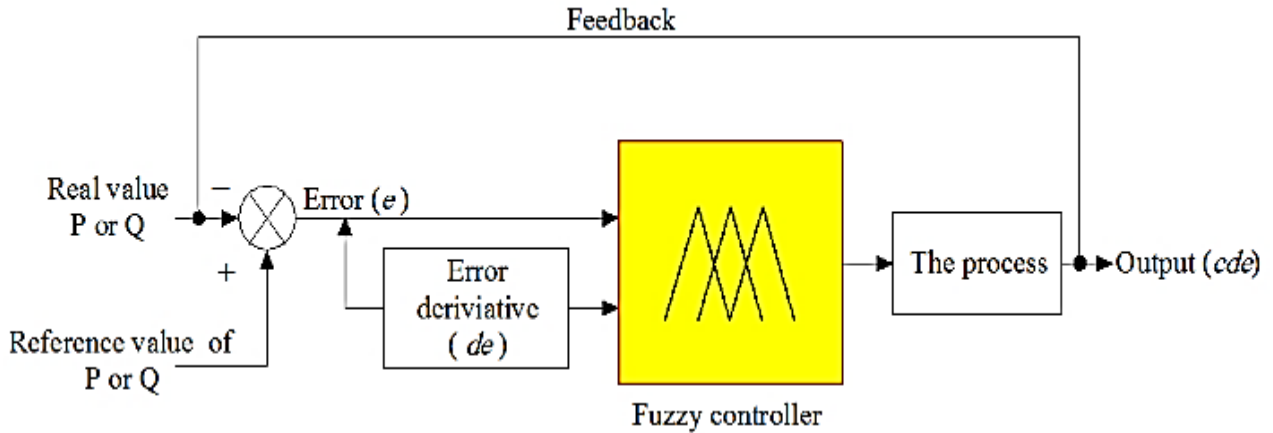 Feedback
Real value
P or Q
−
Error (e)
+
Error
deriviative
( de)
The process
Output (cde)
Reference value of
P or Q
Fuzzy controller